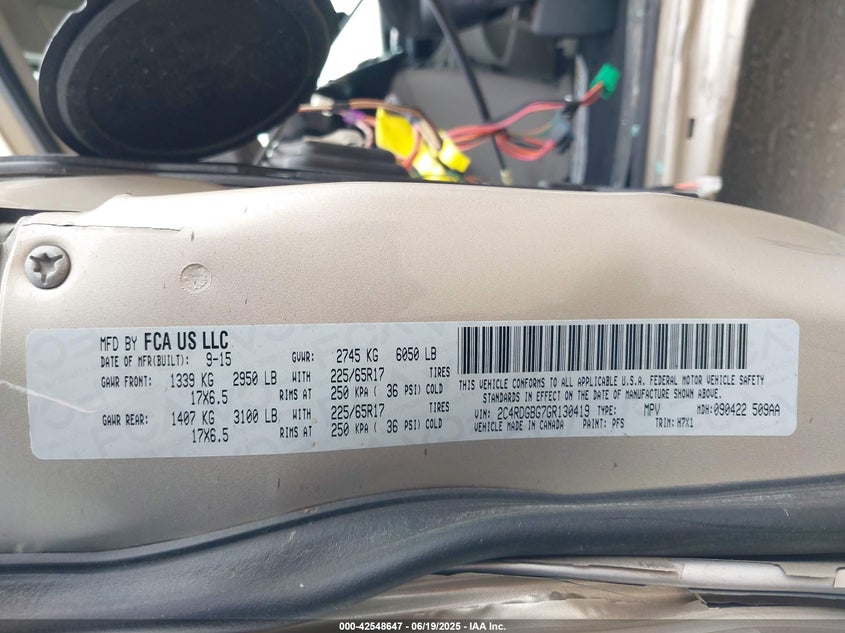 MFD BY FCA US LLC
DATE OF MFR(BUILT): 9-15 GVWR: 2745 KG 6050 LB
GAWR FRONT: 1339 KG 2950 LB WITH 225/65R17 TIRES
17X6.5 RIMS AT 250 KPA ( 36 PSI) COLD
GAWR REAR: 1407 KG 3100 LB WITH 225/65R17 TIRES
17X6.5 RIMS AT 250 KPA ( 36 PSI) COLD
THIS VEHICLE CONFORMS TO ALL APPLICABLE U.S.A. FEDERAL MOTOR VEHICLE SAFETY
STANDARDS IN EFFECT ON THE DATE OF MANUFACTURE SHOWN ABOVE.
VIN: 2C4RDGBG7GR130419 TYPE: MPV MDH: 090422 509AA
VEHICLE MADE IN CANADA PAINT: PFS TRIM: H7X1
000-42548647 - 06/19/2025 - IAA Inc.